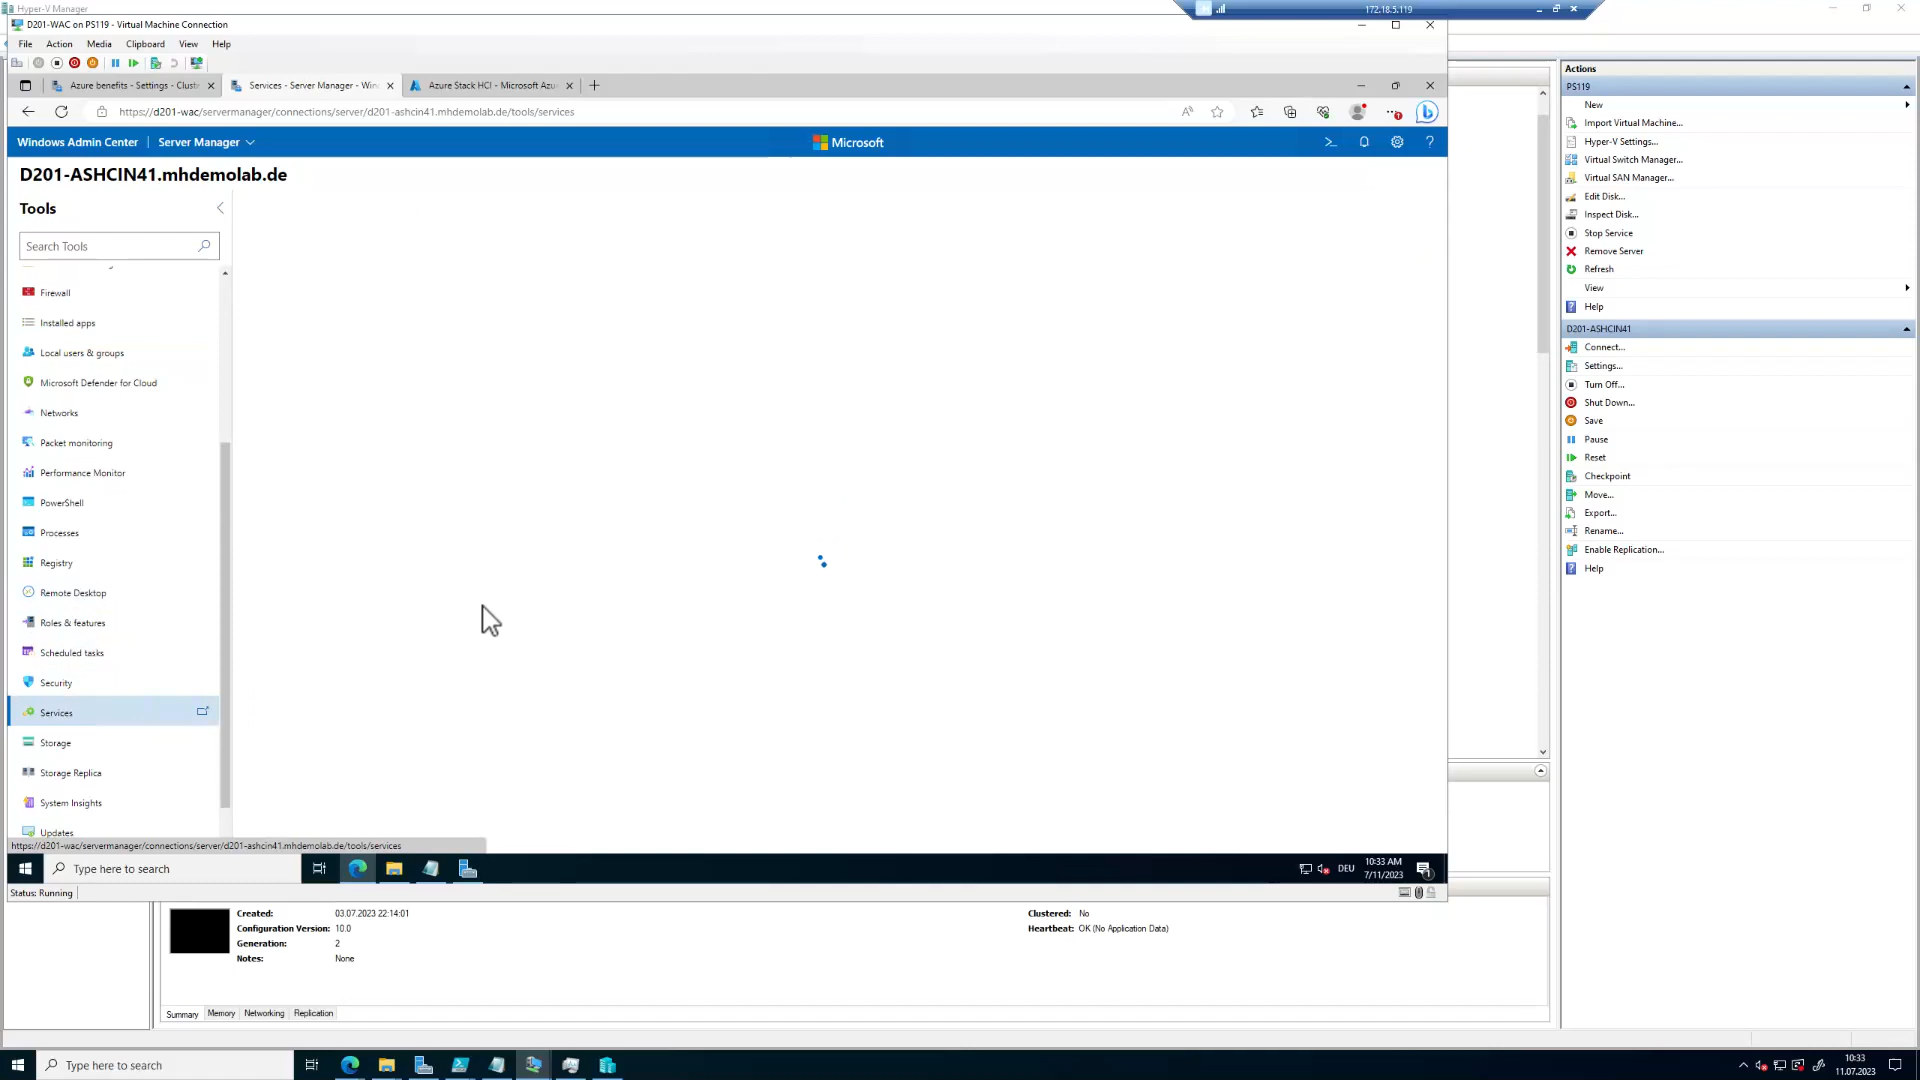 Hyper-V Manager
172.18.5.119
D201-WAC on PS119 - Virtual Machine Connection
File Action Media Clipboard View Help
Azure benefits - Settings - Clust
Services - Server Manager - Win
Azure Stack HCI - Microsoft Azu
https://d201-wac/servermanager/connections/server/d201-ashcin41.mhdemolab.de/tools/services
Windows Admin Center
Server Manager
Microsoft
D201-ASHCIN41.mhdemolab.de
Tools
Search Tools
Firewall
Installed apps
Local users & groups
Microsoft Defender for Cloud
Networks
Packet monitoring
Performance Monitor
PowerShell
Processes
Registry
Remote Desktop
Roles & features
Scheduled tasks
Security
Services
Storage
Storage Replica
System Insights
Updates
https://d201-wac/servermanager/connections/server/d201-ashcin41.mhdemolab.de/tools/services
Type here to search
DEU
10:33 AM
7/11/2023
Status: Running
Actions
PS119
New
Import Virtual Machine...
Hyper-V Settings...
Virtual Switch Manager...
Virtual SAN Manager...
Edit Disk...
Inspect Disk...
Stop Service
Remove Server
Refresh
View
Help
D201-ASHCIN41
Connect...
Settings...
Turn Off...
Shut Down...
Save
Pause
Reset
Checkpoint
Move...
Export...
Rename...
Enable Replication...
Help
Created: 03.07.2023 22:14:01
Configuration Version: 10.0
Generation: 2
Notes: None
Clustered: No
Heartbeat: OK (No Application Data)
Summary Memory Networking Replication
Type here to search
10:33
11.07.2023